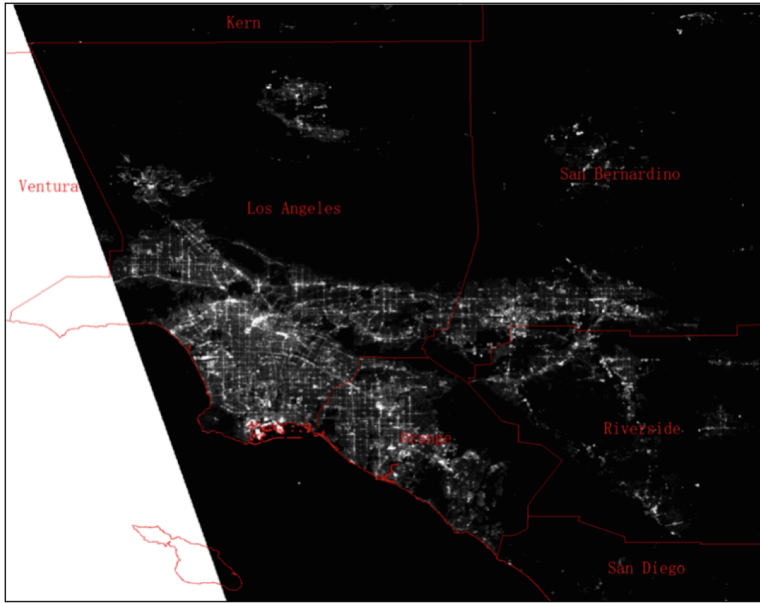 Kern
Ventura
San Bernardino
Los Angeles
Orange
Riverside
San Diego